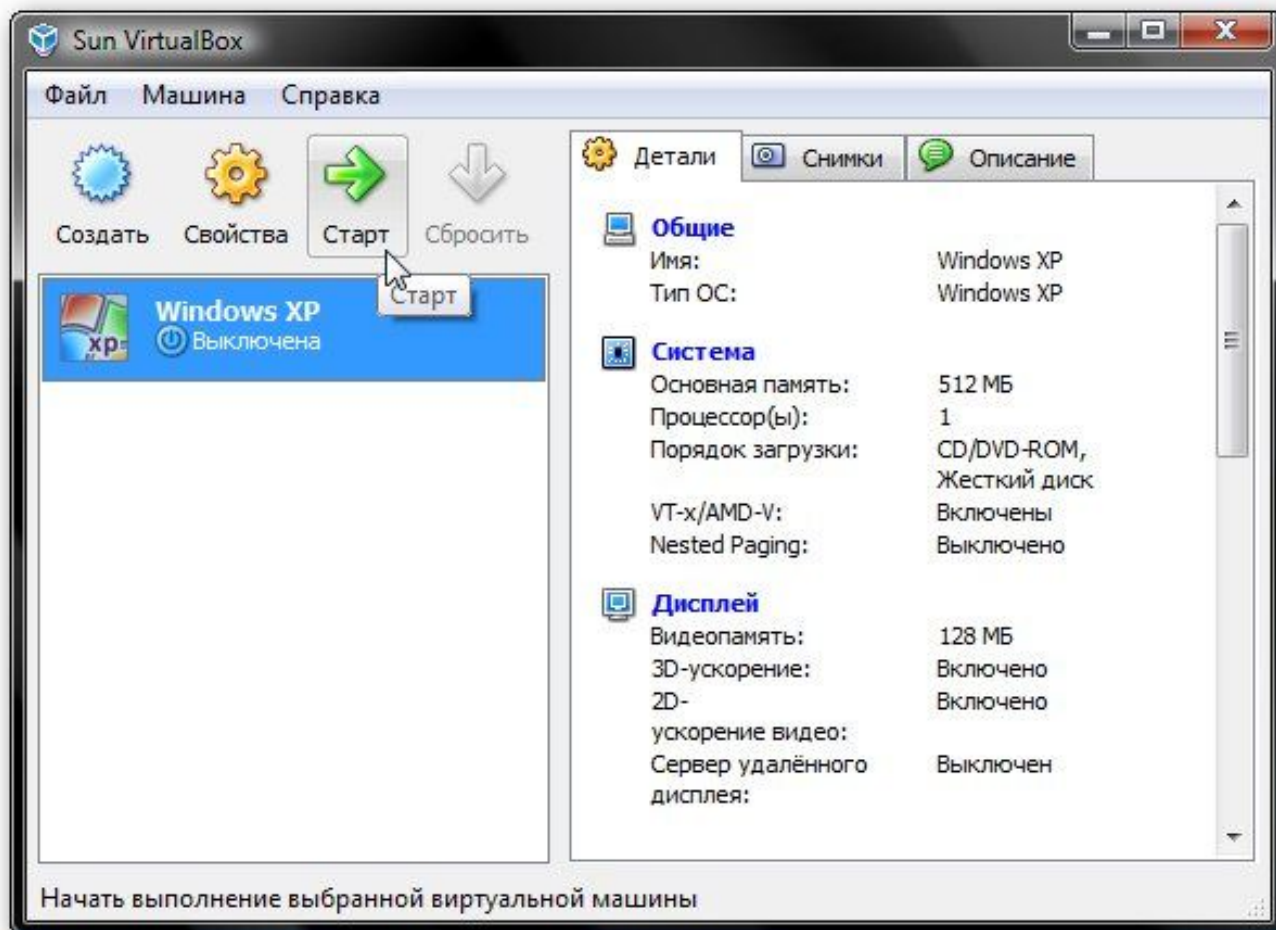 Sun VirtualBox
Файл Машина Справка
Создать Свойства Старт Сбросить
Старт
Windows XP
Выключена
xp
Детали Снимки Описание
Общие
Имя: Windows XP
Тип ОС: Windows XP
Система
Основная память: 512 МБ
Процессор(ы): 1
Порядок загрузки: CD/DVD-ROM,
Жесткий диск
VT-x/AMD-V: Включены
Nested Paging: Выключено
Дисплей
Видеопамять: 128 МБ
3D-ускорение: Включено
2D- Включено
ускорение видео:
Сервер удалённого Выключен
дисплея:
Начать выполнение выбранной виртуальной машины